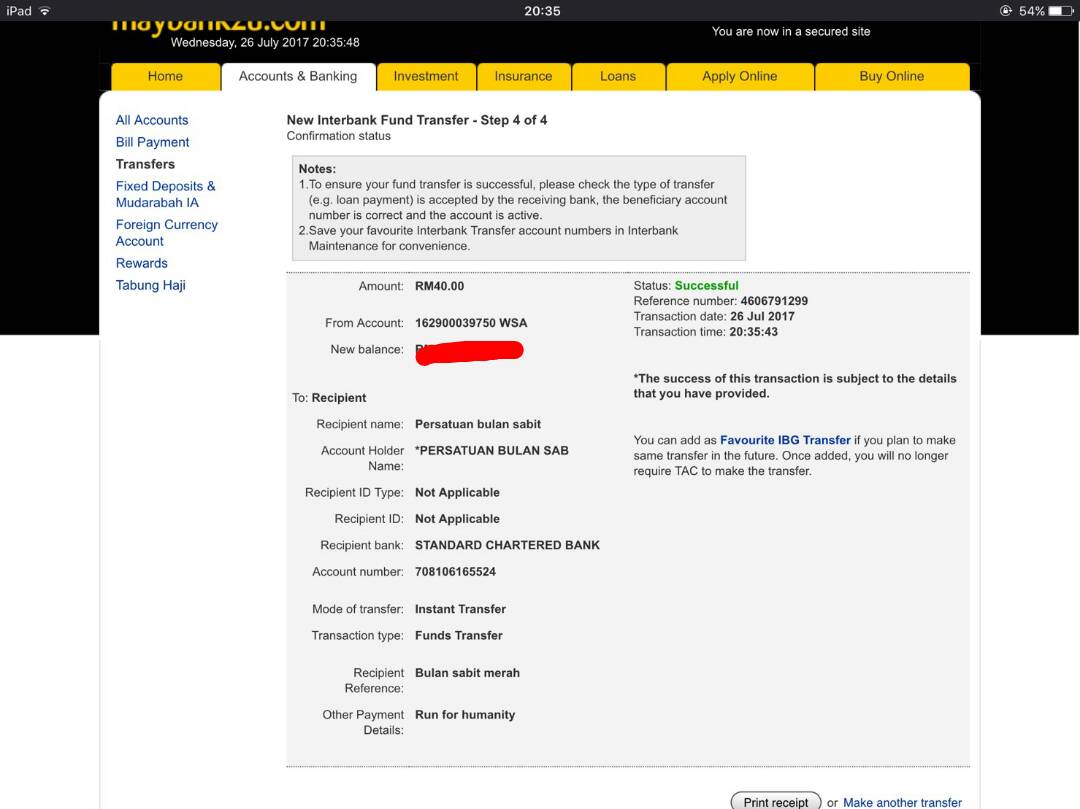 iPad
20:35
54%
maybank2u.com
Wednesday, 26 July 2017 20:35:48
You are now in a secured site
Home
Accounts & Banking
Investment
Insurance
Loans
Apply Online
Buy Online
All Accounts
Bill Payment
Transfers
Fixed Deposits &
Mudarabah IA
Foreign Currency
Account
Rewards
Tabung Haji
New Interbank Fund Transfer - Step 4 of 4
Confirmation status
Notes:
1.To ensure your fund transfer is successful, please check the type of transfer
(e.g. loan payment) is accepted by the receiving bank, the beneficiary account
number is correct and the account is active.
2.Save your favourite Interbank Transfer account numbers in Interbank
Maintenance for convenience.
Amount: RM40.00
From Account: 162900039750 WSA
New balance:
Status: Successful
Reference number: 4606791299
Transaction date: 26 Jul 2017
Transaction time: 20:35:43
*The success of this transaction is subject to the details
that you have provided.
You can add as Favourite IBG Transfer if you plan to make
same transfer in the future. Once added, you will no longer
require TAC to make the transfer.
To: Recipient
Recipient name: Persatuan bulan sabit
Account Holder *PERSATUAN BULAN SAB
Name:
Recipient ID Type: Not Applicable
Recipient ID: Not Applicable
Recipient bank: STANDARD CHARTERED BANK
Account number: 708106165524
Mode of transfer: Instant Transfer
Transaction type: Funds Transfer
Recipient Bulan sabit merah
Reference:
Other Payment Run for humanity
Details:
Print receipt or Make another transfer